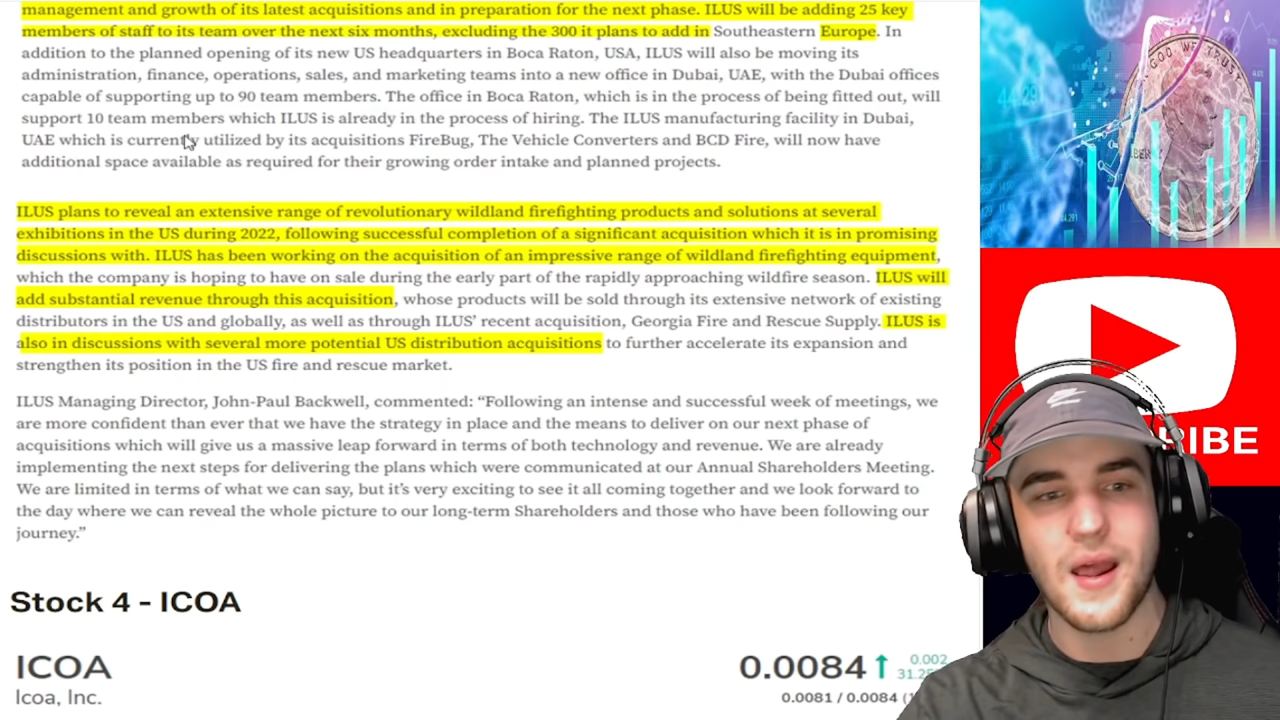 management and growth of its latest acquisitions and in preparation for the next phase. ILUS will be adding 25 key
members of staff to its team over the next six months, excluding the 300 it plans to add in Southeastern Europe. In
addition to the planned opening of its new US headquarters in Boca Raton, USA, ILUS will also be moving its
administration, finance, operations, sales, and marketing teams into a new office in Dubai, UAE, with the Dubai offices
capable of supporting up to 90 team members. The office in Boca Raton, which is in the process of being fitted out, will
support 10 team members which ILUS is already in the process of hiring. The ILUS manufacturing facility in Dubai,
UAE which is currently utilized by its acquisitions FireBug, The Vehicle Converters and BCD Fire, will now have
additional space available as required for their growing order intake and planned projects.
ILUS plans to reveal an extensive range of revolutionary wildland firefighting products and solutions at several
exhibitions in the US during 2022, following successful completion of a significant acquisition which it is in promising
discussions with. ILUS has been working on the acquisition of an impressive range of wildland firefighting equipment,
which the company is hoping to have on sale during the early part of the rapidly approaching wildfire season. ILUS will
add substantial revenue through this acquisition, whose products will be sold through its extensive network of existing
distributors in the US and globally, as well as through ILUS’ recent acquisition, Georgia Fire and Rescue Supply. ILUS is
also in discussions with several more potential US distribution acquisitions to further accelerate its expansion and
strengthen its position in the US fire and rescue market.
ILUS Managing Director, John-Paul Backwell, commented: “Following an intense and successful week of meetings, we
are more confident than ever that we have the strategy in place and the means to deliver on our next phase of
acquisitions which will give us a massive leap forward in terms of both technology and revenue. We are already
implementing the next steps for delivering the plans which were communicated at our Annual Shareholders Meeting.
We are limited in terms of what we can say, but it’s very exciting to see it all coming together and we look forward to
the day where we can reveal the whole picture to our long-term Shareholders and those who have been following our
journey.”
Stock 4 - ICOA
ICOA
Icoa, Inc.
0.0084
0.002
0.0081 / 0.0084
RIBE